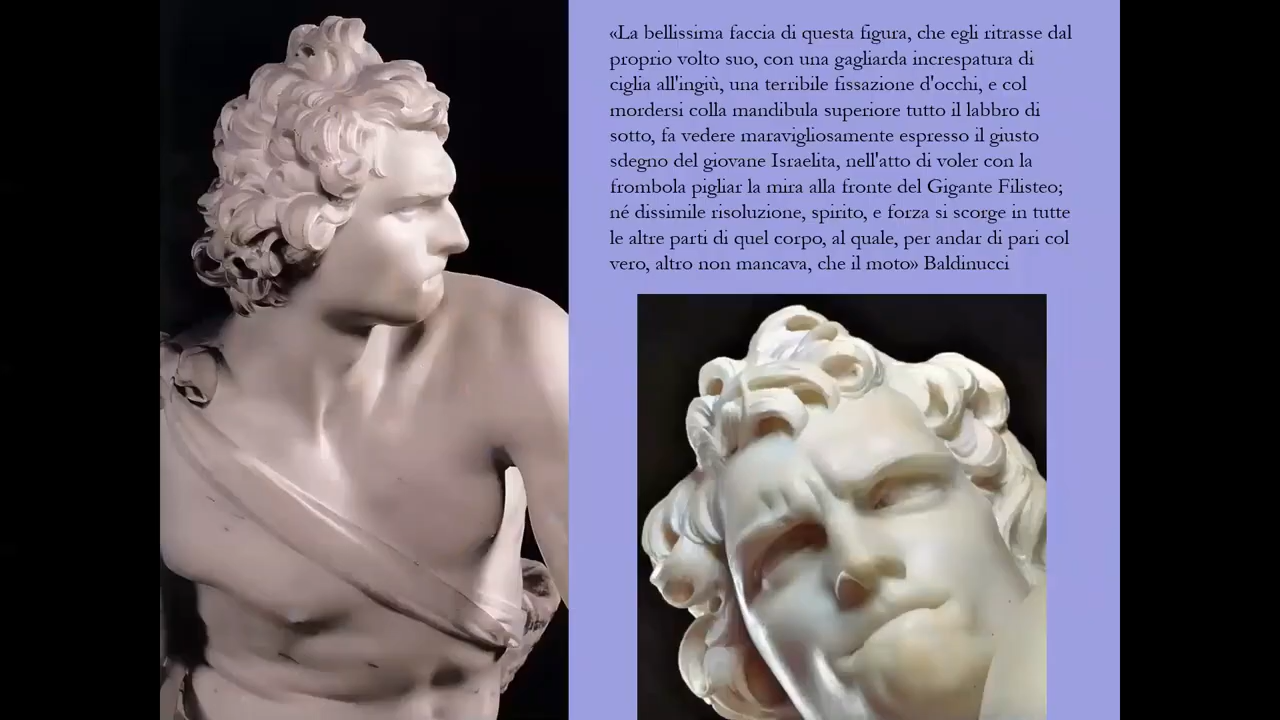 «La bellissima faccia di questa figura, che egli ritrasse dal
proprio volto suo, con una gagliarda increspatura di
ciglia all'ingiù, una terribile fissazione d'occhi, e col
mordersi colla mandibula superiore tutto il labbro di
sotto, fa vedere maravigliosamente espresso il giusto
sdegno del giovane Israelita, nell'atto di voler con la
frombola pigliar la mira alla fronte del Gigante Filisteo;
né dissimile risoluzione, spirito, e forza si scorge in tutte
le altre parti di quel corpo, al quale, per andar di pari col
vero, altro non mancava, che il moto» Baldinucci